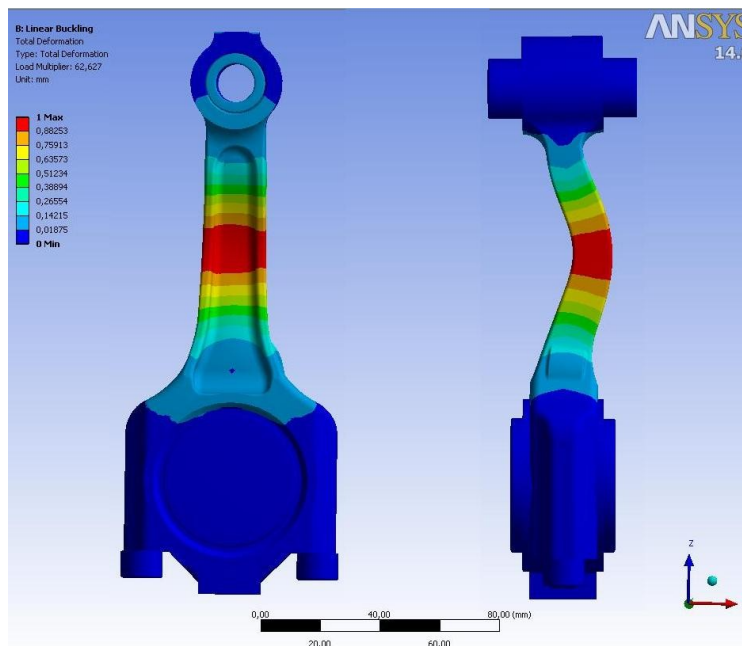 B: Linear Buckling
Total Deformation
Type: Total Deformation
Load Multiplier: 62,627
Unit: mm
1 Max
0,88253
0,75913
0,63573
0,51234
0,38894
0,26554
0,14215
0,01875
0 Min
ANSYS
14.
Z
0,00
40,00
80,00 (mm)
20,00
60,00